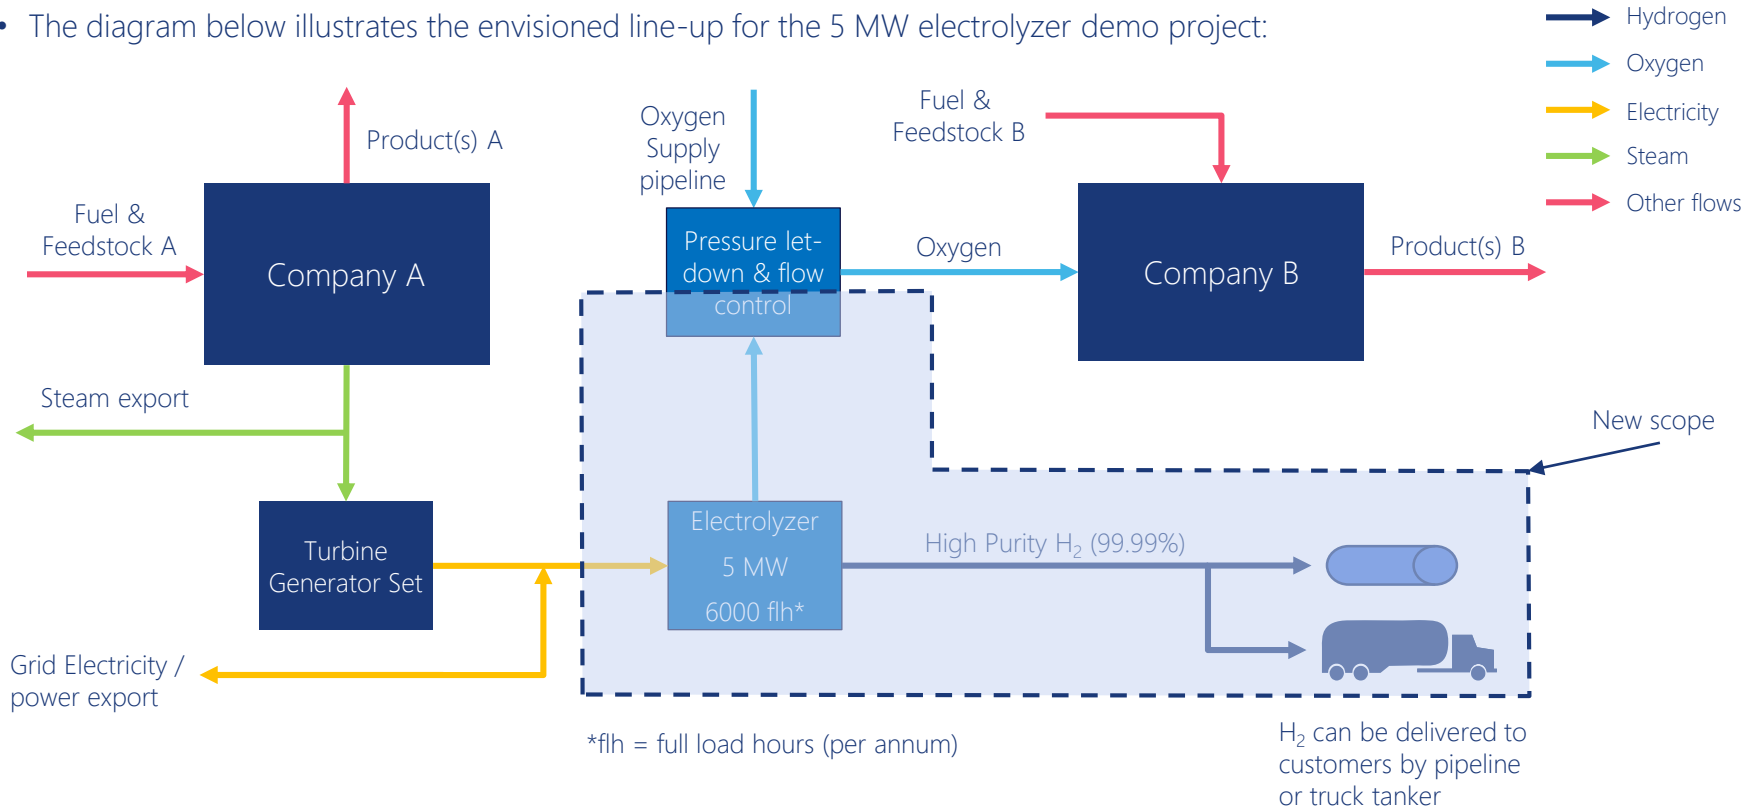 • The diagram below illustrates the envisioned line-up for the 5 MW electrolyzer demo project:
Hydrogen
Oxygen
Electricity
Steam
Other flows
Product(s) A
Fuel &
Feedstock A
Company A
Steam export
Turbine
Generator Set
Grid Electricity /
power export
Oxygen
Supply
pipeline
Pressure let-
down & flow
control
Oxygen
Fuel &
Feedstock B
Company B
Product(s) B
New scope
Electrolyzer
5 MW
6000 flh*
High Purity H₂ (99.99%)
*flh = full load hours (per annum)
H₂ can be delivered to
customers by pipeline
or truck tanker